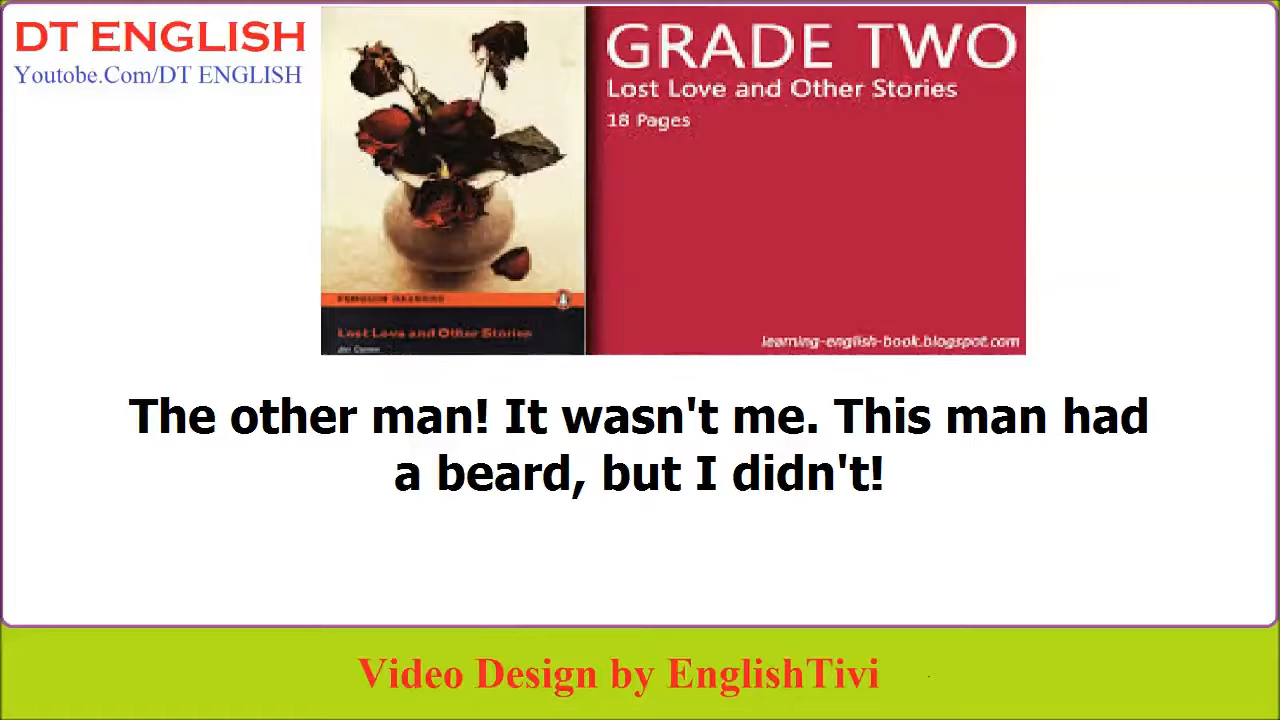 DT ENGLISH
Youtobe.Com/DT ENGLISH
GRADE TWO
Lost Love and Other Stories
18 Pages
PENGUIN READERS
Lost Love and Other Stories
learning-english-book.blogspot.com
The other man! It wasn't me. This man had
a beard, but I didn't!
Video Design by EnglishTivi